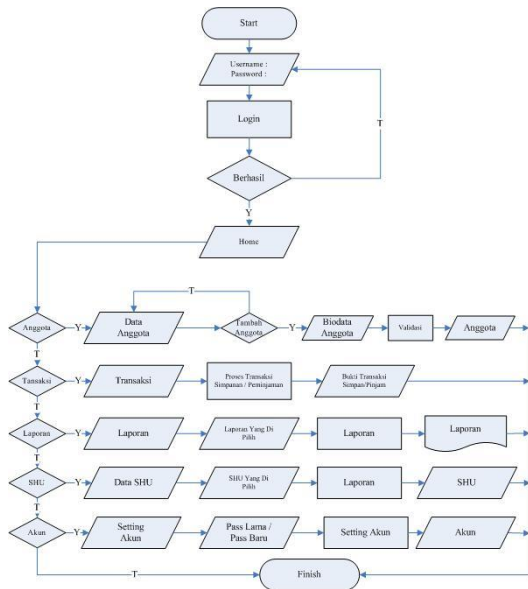 Start
Username :
Password :
Login
T
Berhasil
Y
Home
T
Anggota
Y
Data
Anggota
Tambah
Anggota
Y
Biodata
Anggota
Validasi
Anggota
T
Tansaksi
Y
Transaksi
Proses Transaksi
Simpanan / Peminjaman
Bukti Transaksi
Simpan/Pinjam
T
Laporan
Y
Laporan
Laporan Yang Di
Pilih
Laporan
Laporan
T
SHU
Y
Data SHU
SHU Yang Di
Pilih
Laporan
SHU
T
Akun
Y
Setting
Akun
Pass Lama /
Pass Baru
Setting Akun
Akun
T
Finish